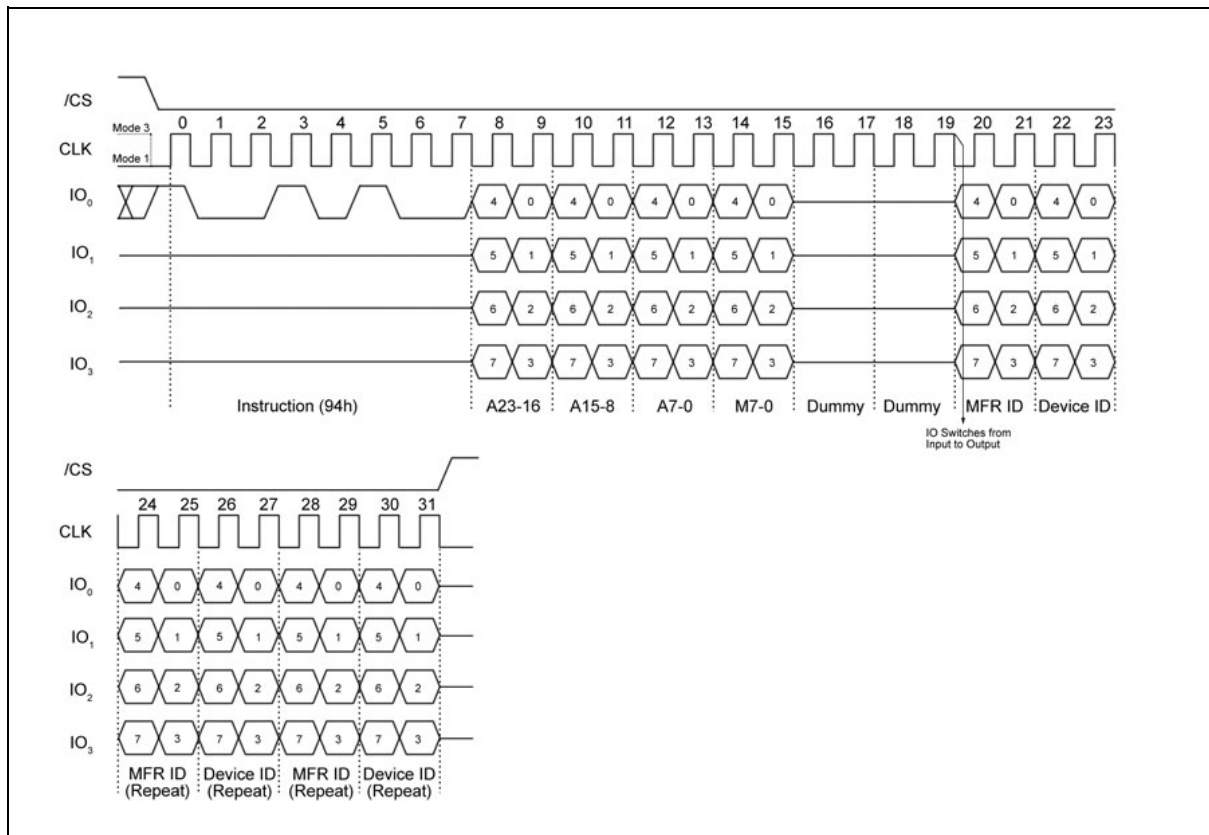 /CS
Mode 3
0 1 2 3 4 5 6 7 8 9 10 11 12 13 14 15 16 17 18 19 20 21 22 23
CLK
Mode 1
IO0 4 0 4 0 4 0 4 0 4 0 4 0
IO1 5 1 5 1 5 1 5 1 5 1 5 1
IO2 6 2 6 2 6 2 6 2 6 2 6 2
IO3 7 3 7 3 7 3 7 3 7 3 7 3
Instruction (94h) A23-16 A15-8 A7-0 M7-0 Dummy Dummy MFR ID Device ID
IO Switches from
Input to Output
/CS
24 25 26 27 28 29 30 31
CLK
IO0 4 0 4 0 4 0 4 0
IO1 5 1 5 1 5 1 5 1
IO2 6 2 6 2 6 2 6 2
IO3 7 3 7 3 7 3 7 3
MFR ID Device ID MFR ID Device ID
(Repeat) (Repeat) (Repeat) (Repeat)